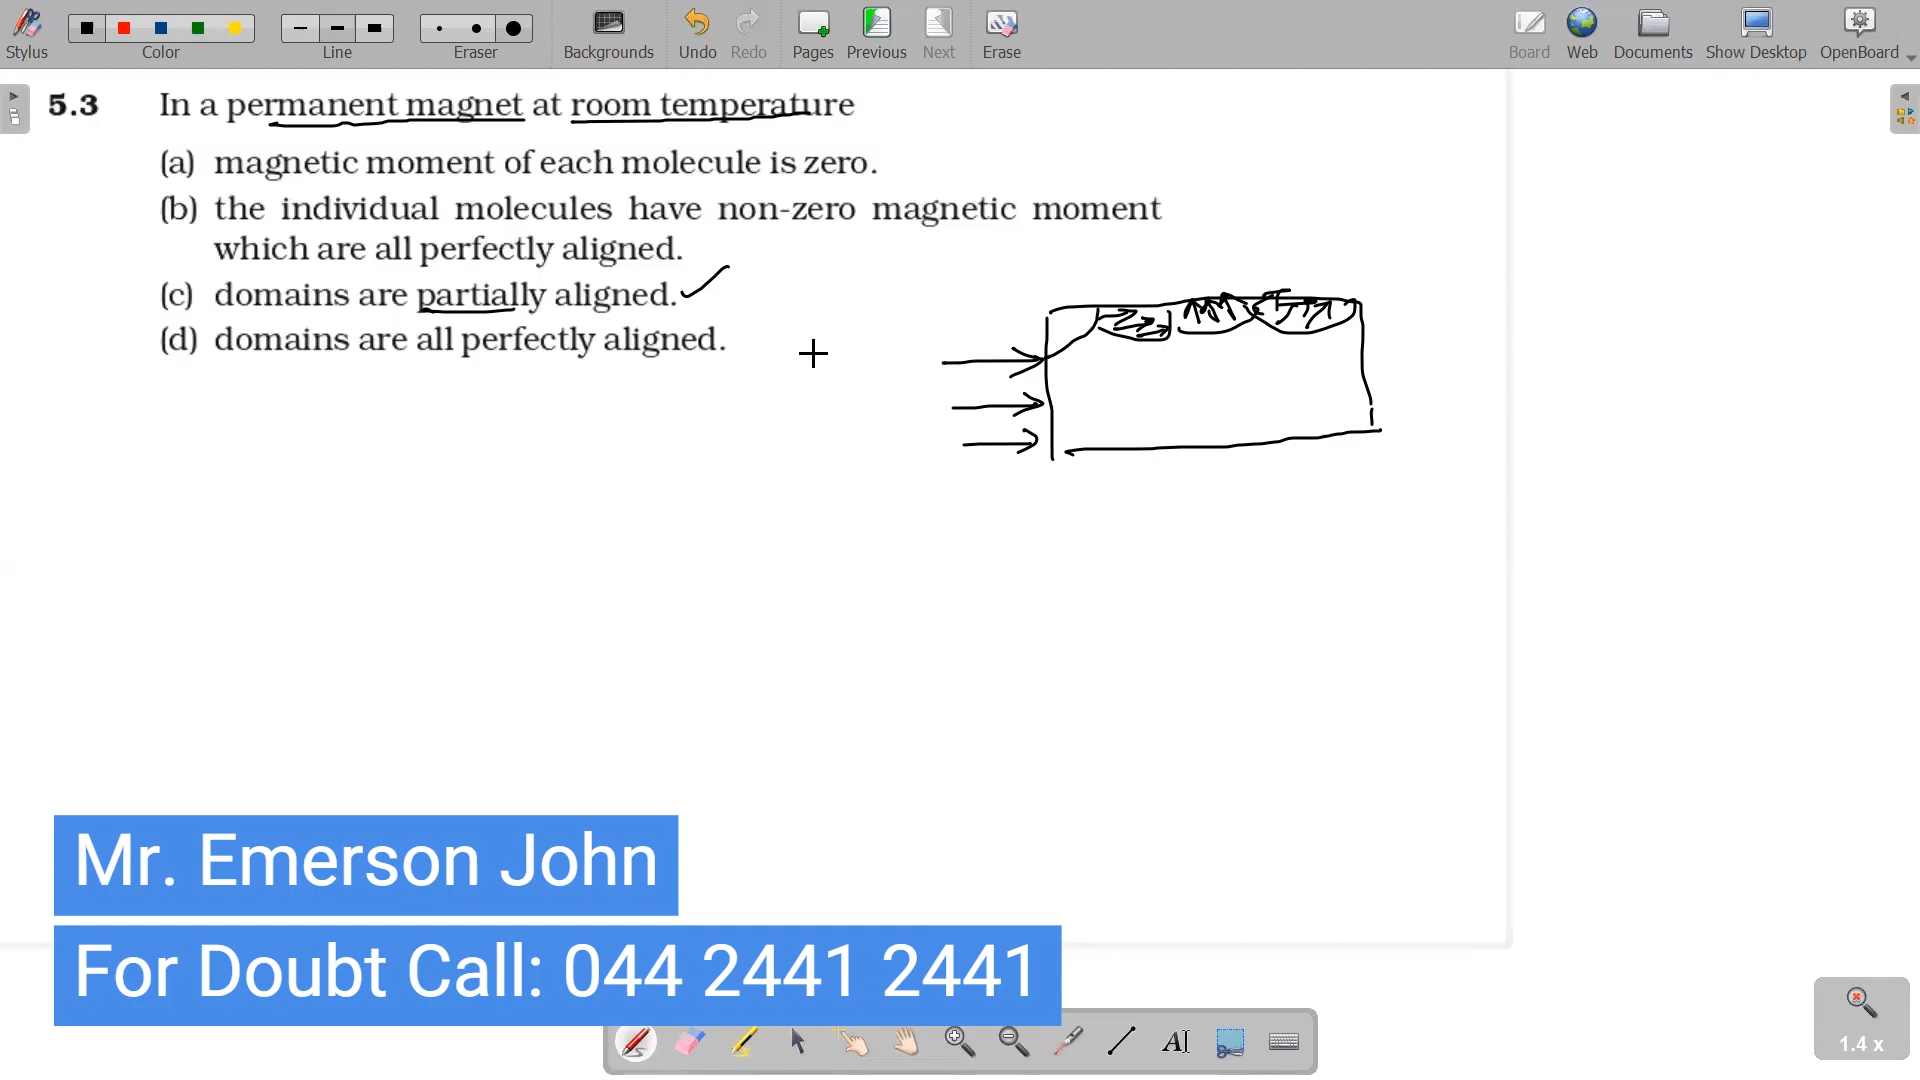 Stylus
Color
Line
Eraser
Backgrounds
Undo
Redo
Pages
Previous
Next
Erase
Board
Web
Documents
Show Desktop
OpenBoard
5.3 In a permanent magnet at room temperature
(a) magnetic moment of each molecule is zero.
(b) the individual molecules have non-zero magnetic moment
which are all perfectly aligned.
(c) domains are partially aligned.
(d) domains are all perfectly aligned.
Mr. Emerson John
For Doubt Call: 044 2441 2441
AI
1.4 x